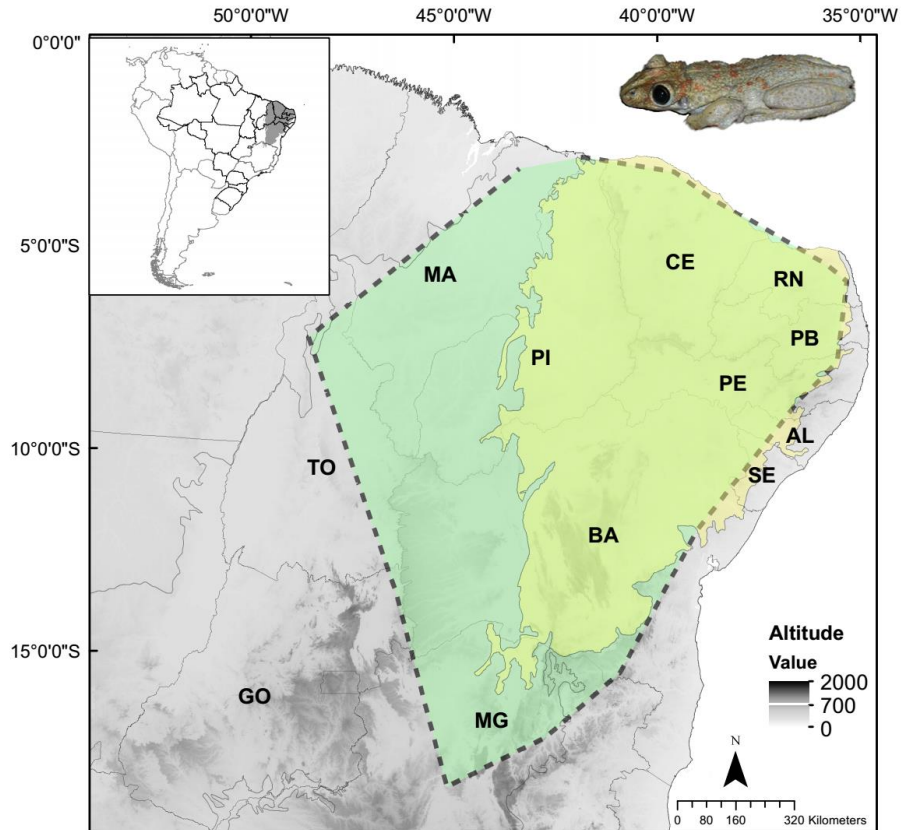 50°0'0"W 45°0'0"W 40°0'0"W 35°0'0"W
0°0'0"
5°0'0"S
10°0'0"S
15°0'0"S
MA
CE
RN
PB
PI
PE
AL
TO
SE
BA
GO
MG
Altitude
Value
2000
700
0
N
0 80 160 320 Kilometers